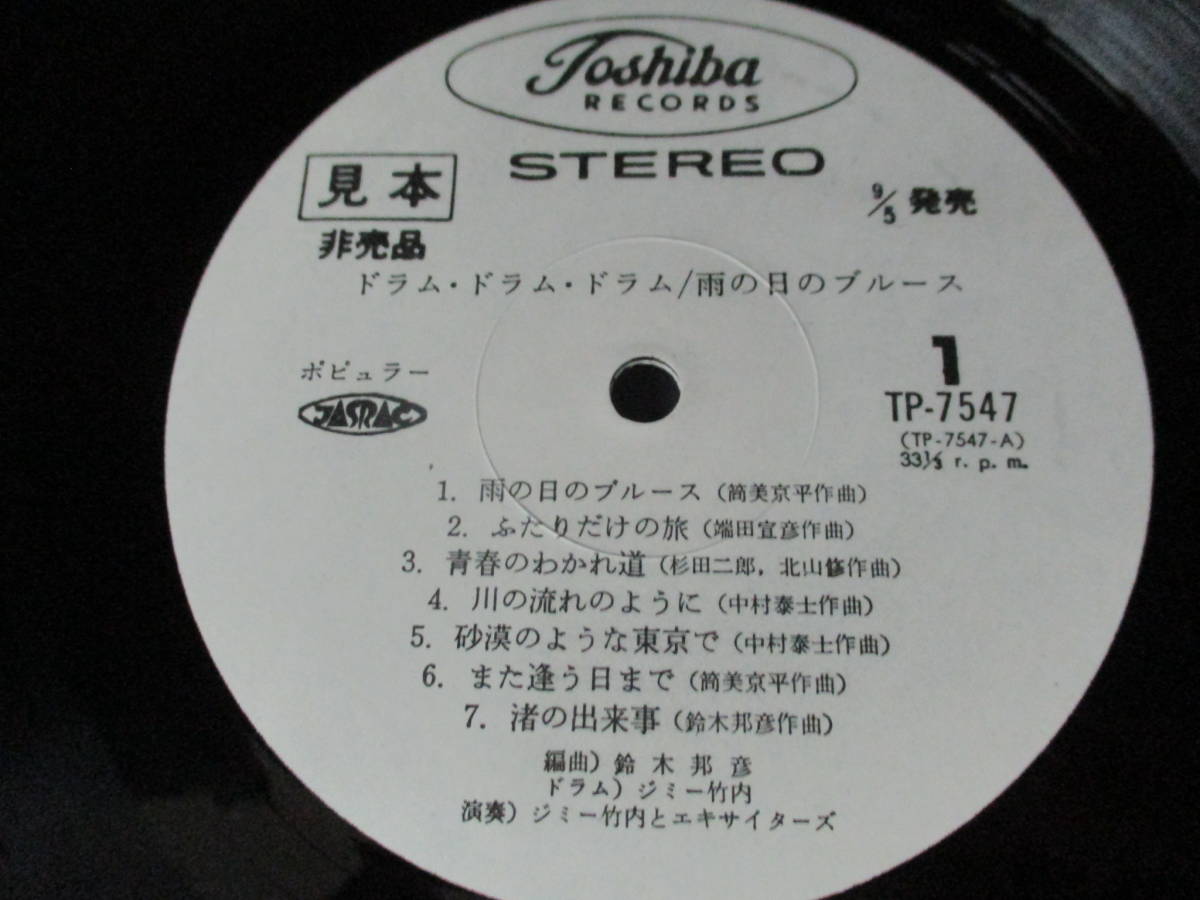 Toshiba
RECORDS
STEREO
見本
非売品
9/5 発売
ドラム・ドラム・ドラム/雨の日のブルース
ポピュラー
JASRAC
1
TP-7547
(TP-7547-A)
33⅓ r. p. m.
1. 雨の日のブルース (筒美京平作曲)
2. ふたりだけの旅 (端田宣彦作曲)
3. 青春のわかれ道 (杉田二郎, 北山修作曲)
4. 川の流れのように (中村泰士作曲)
5. 砂漠のような東京で (中村泰士作曲)
6. また逢う日まで (筒美京平作曲)
7. 渚の出来事 (鈴木邦彦作曲)
編曲) 鈴木邦彦
ドラム) ジミー竹内
演奏) ジミー竹内とエキサイターズ